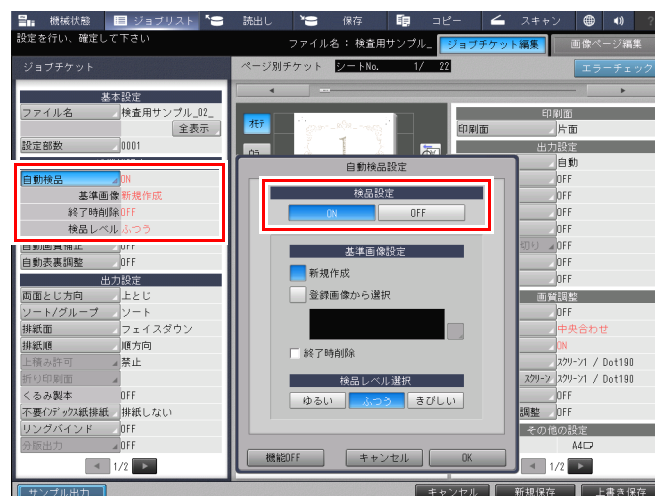 機械状態 ジョブリスト 読出し 保存 コピー スキャン
設定を行い、確定して下さい
ファイル名：検査用サンプル_ ジョブチケット編集 画像ページ編集
ジョブチケット ページ別チケット シートNo. 1/ 22 エラーチェック
基本設定
ファイル名 検査用サンプル_02_
全表示
設定部数 0001
自動検品 ON
基準画像 新規作成
終了時削除 OFF
検品レベル ふつう
自動画質補正 OFF
自動表裏調整 OFF
出力設定
両面とじ方向 上とじ
ソート/グループ ソート
排紙面 フェイスダウン
排紙順 順方向
上積み許可 禁止
折り印刷面
くるみ製本 OFF
不要インデックス紙排紙 排紙しない
リングバインド OFF
分版出力 OFF
1/2
サンプル出力
ｵﾓﾃ
1
自動検品設定
検品設定
ON OFF
基準画像設定
新規作成
登録画像から選択
終了時削除
検品レベル選択
ゆるい ふつう きびしい
機能OFF キャンセル OK
印刷面
印刷面 片面
出力設定
自動
OFF
OFF
OFF
切り OFF
OFF
OFF
画質調整
OFF
中央合わせ
ON
ｽｸﾘｰﾝ1 / Dot190
ｽｸﾘｰﾝ ｽｸﾘｰﾝ1 / Dot190
調整 OFF
その他の設定
A4
1/2
キャンセル 新規保存 上書き保存